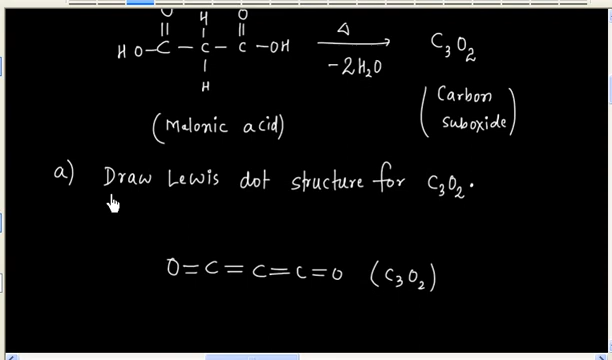 O H O
HO-C-C-C-OH Δ C3O2
H -2H2O
(Malonic acid) (Carbon suboxide)
a) Draw Lewis dot structure for C3O2.
O=C=C=C=O (C3O2)